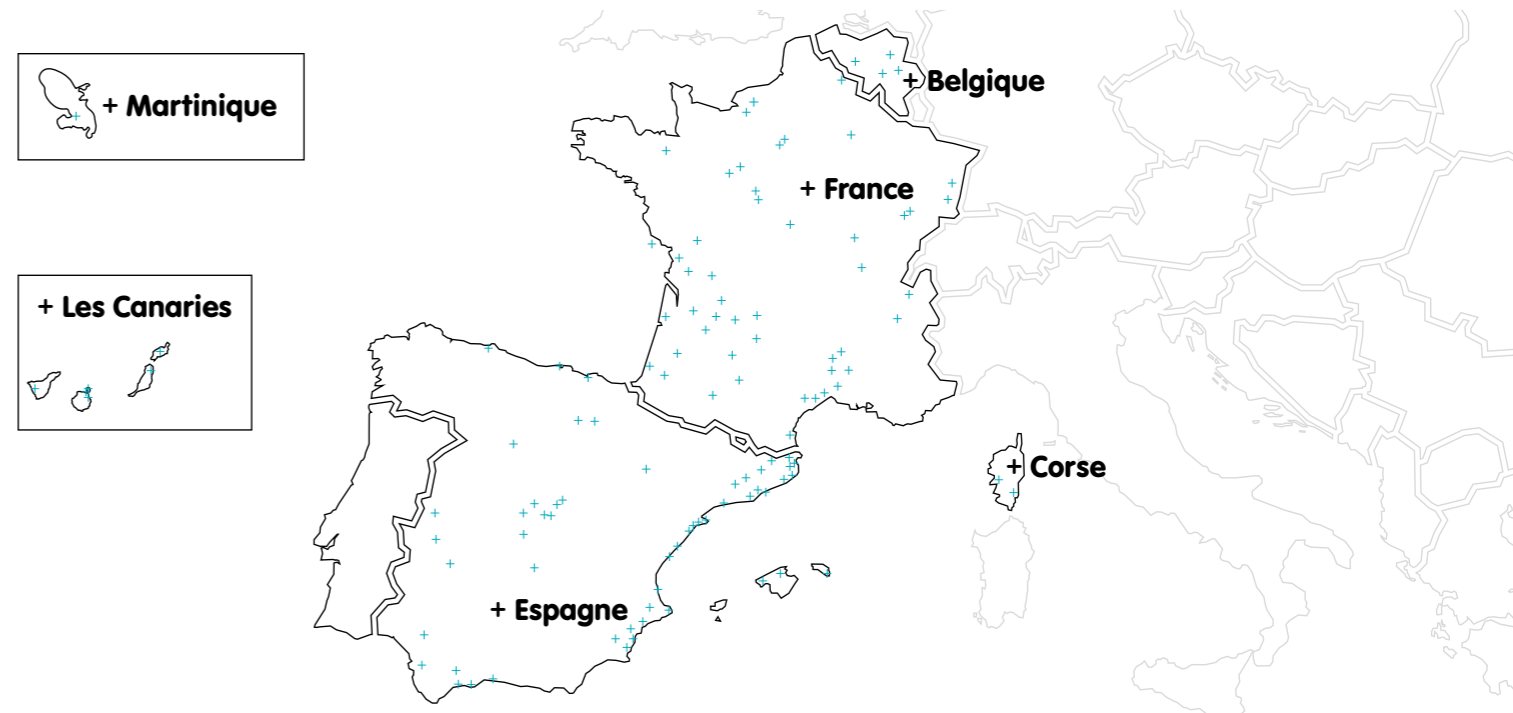 + Martinique
+ Belgique
+ France
+ Les Canaries
+ Corse
+ Espagne